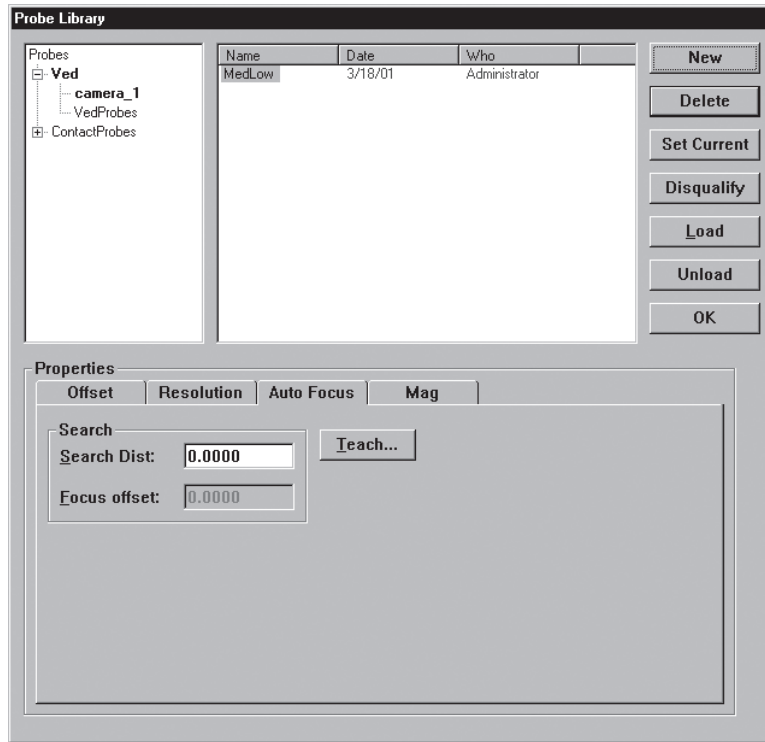 Probe Library
Probes
Ved
camera_1
VedProbes
ContactProbes
Name Date Who
MedLow 3/18/01 Administrator
New
Delete
Set Current
Disqualify
Load
Unload
OK
Properties
Offset Resolution Auto Focus Mag
Search
Search Dist: 0.0000
Focus offset: 0.0000
Teach...